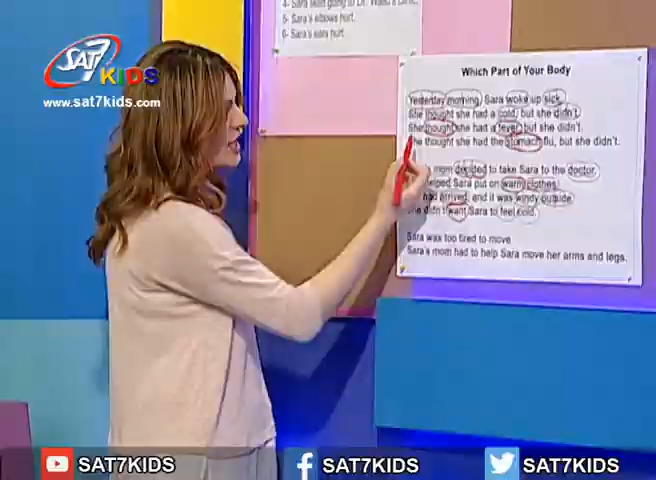 4- Sara liked going to Dr.
5- Sara's elbows hurt.
6- Sara's ears hurt.
SAT7
KIDS
www.sat7kids.com
Which Part of Your Body
Yesterday morning, Sara woke up sick.
She thought she had a cold, but she didn't.
She thought she had a fever, but she didn't.
he thought she had the stomach flu, but she didn't.
mom decided to take Sara to the doctor.
helped Sara put on warm clothes.
had arrived, and it was windy outside.
didn't want Sara to feel cold.
Sara was too tired to move
Sara's mom had to help Sara move her arms and legs.
SAT7KIDS
SAT7KIDS
SAT7KIDS